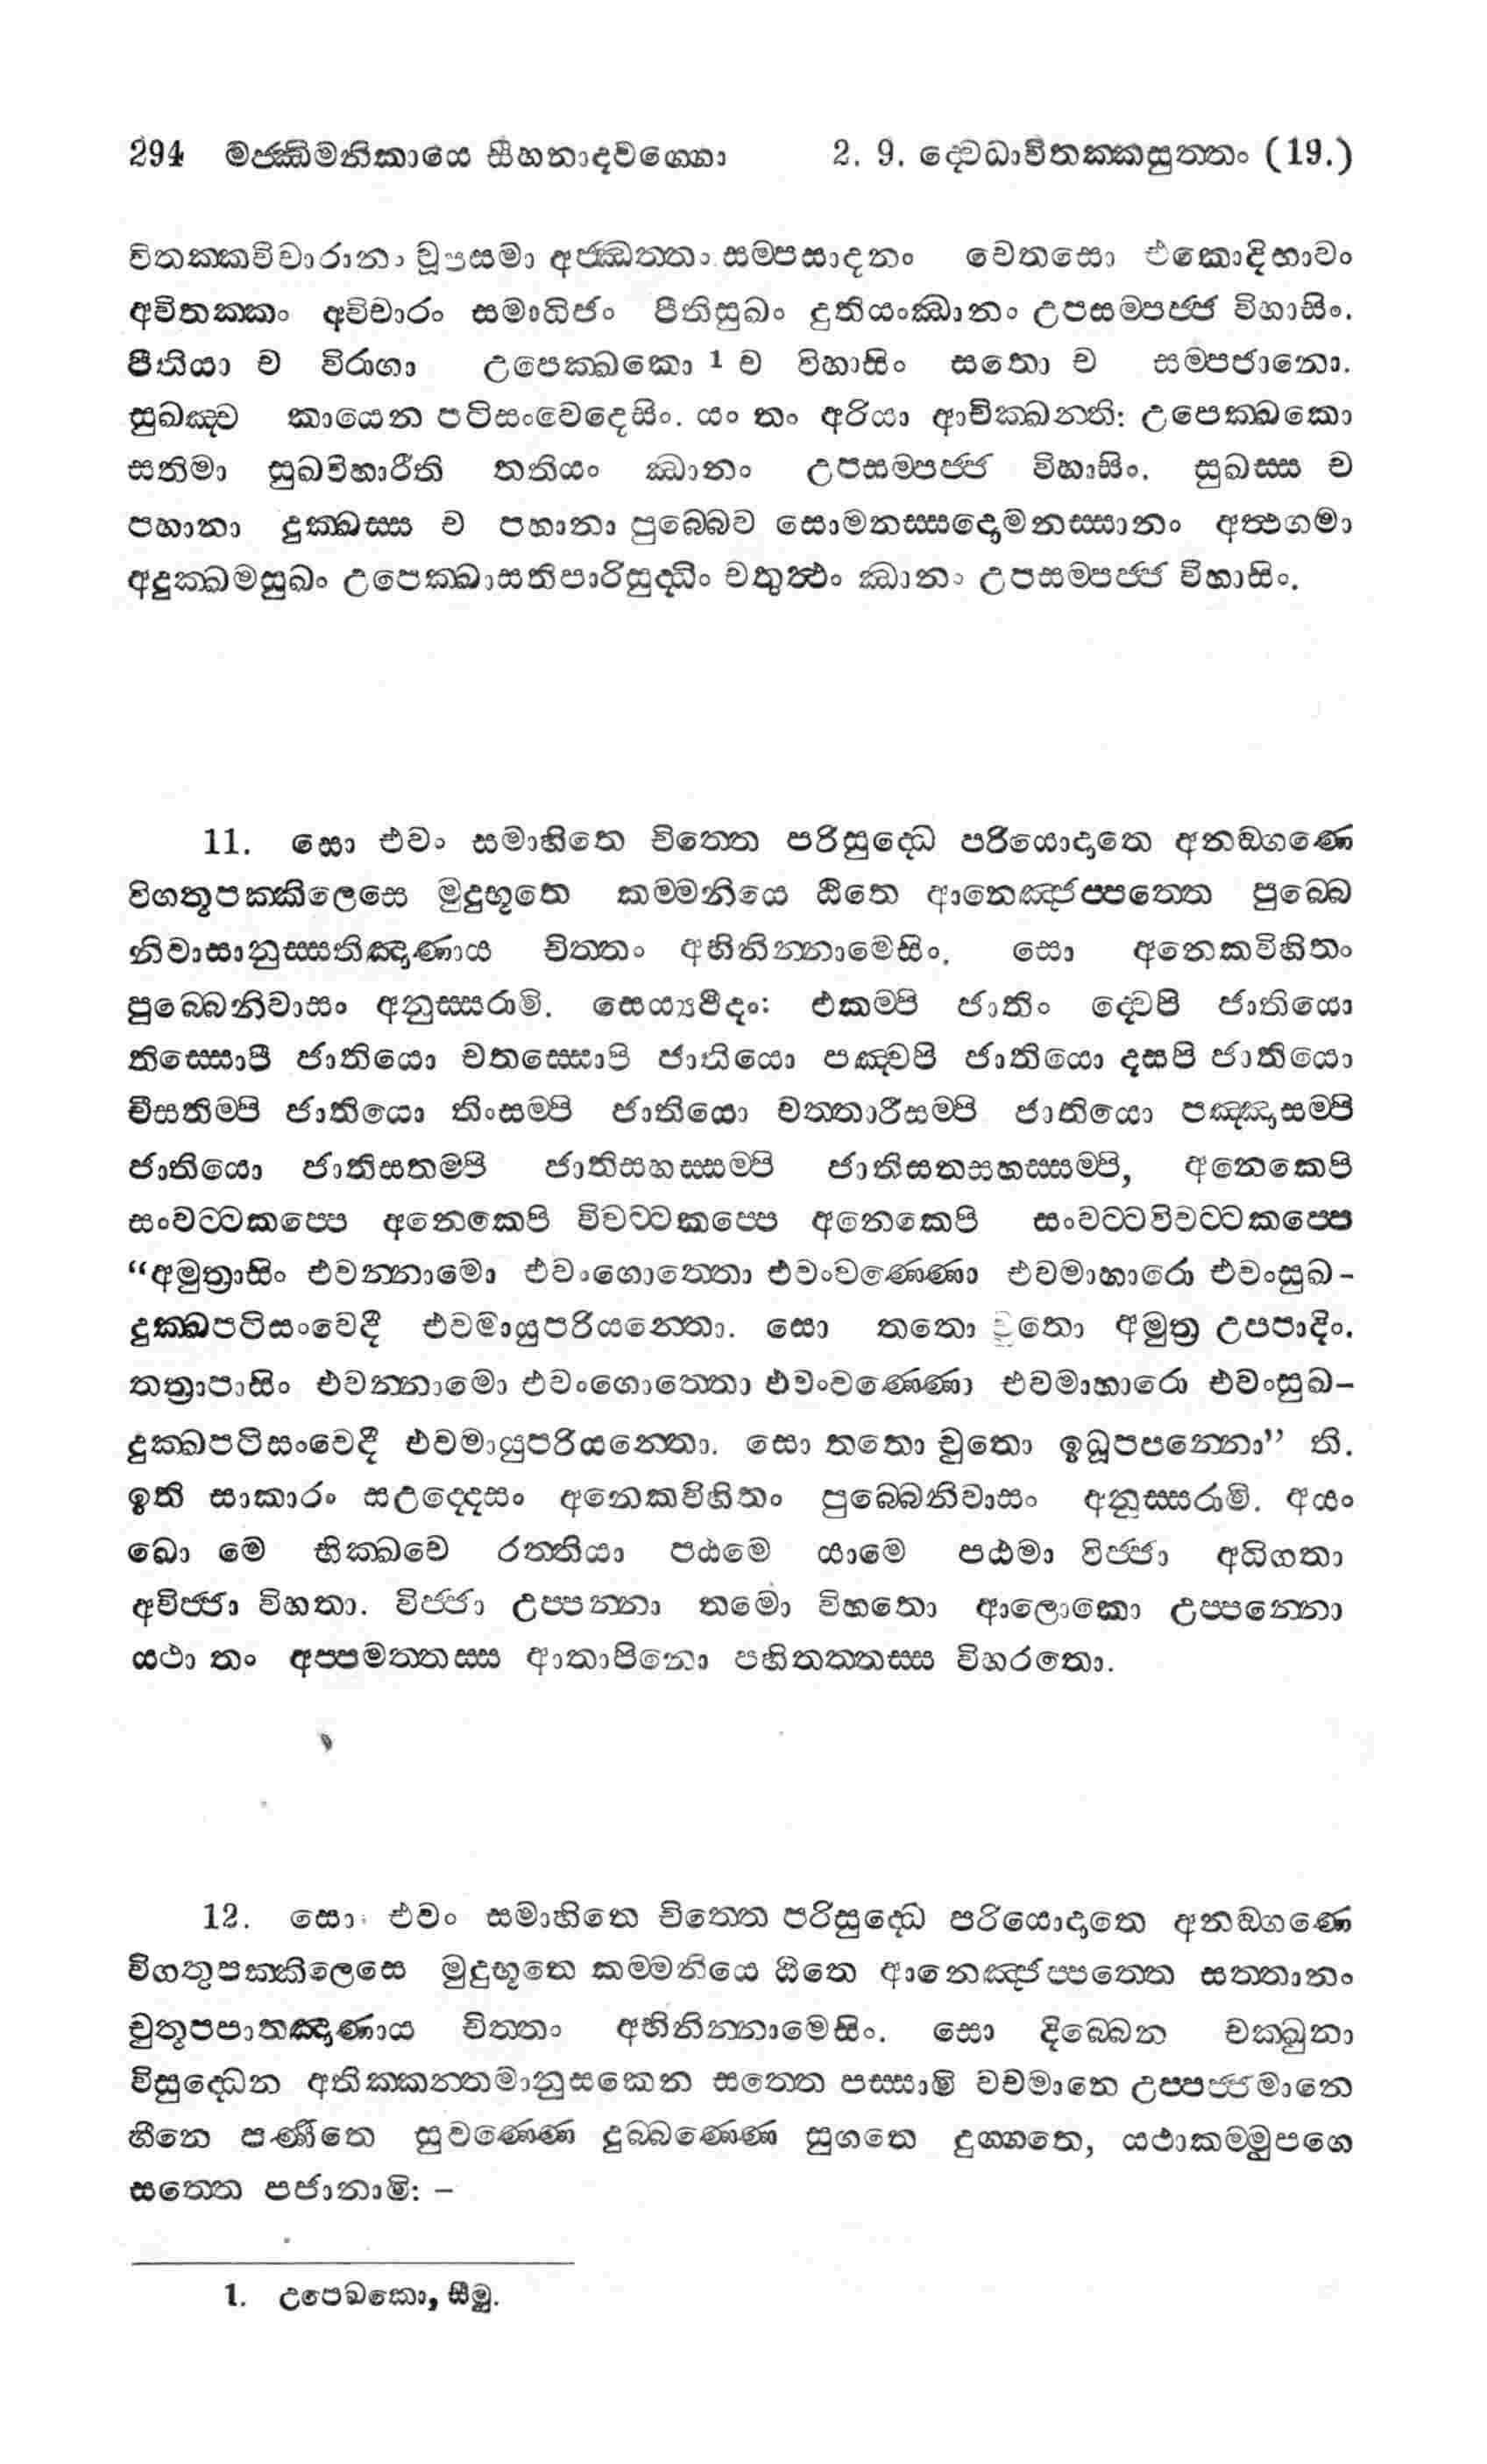 294 මජ්ඣිමනිකායෙ සීහනාදවග්ගො 2. 9. ද්වෙධාවිතක්කසුත්තං (19.)
විතක්කවිචාරානං වූපසමා අජ්ඣත්තං සම්පසාදනං චෙතසො එකොදිභාවං
අවිතක්කං අවිචාරං සමාධිජං පීතිසුඛං දුතියංඣානං උපසම්පජ්ජ විහාසිං.
පීතියා ච විරාගා උපෙක්ඛකො 1 ච විහාසිං සතො ච සම්පජානො.
සුඛඤ්ච කායෙන පටිසංවෙදෙසිං. යං තං අරියා ආචික්ඛන්ති: උපෙක්ඛකො
සතිමා සුඛවිහාරීති තතියං ඣානං උපසම්පජ්ජ විහාසිං. සුඛස්ස ච
පහානා දුක්ඛස්ස ච පහානා පුබ්බෙව සොමනස්සදොමනස්සානං අත්ථගමා
අදුක්ඛමසුඛං උපෙක්ඛාසතිපාරිසුද්ධිං චතුත්ථං ඣානං උපසම්පජ්ජ විහාසිං.
11. සො එවං සමාහිතෙ චිත්තෙ පරිසුද්ධෙ පරියොදාතෙ අනඞ්ගණෙ
විගතූපක්කිලෙසෙ මුදුභූතෙ කම්මනියෙ ඨිතෙ ආනෙඤ්ජප්පත්තෙ පුබ්බෙ
නිවාසානුස්සතිඤාණාය චිත්තං අභිනින්නාමෙසිං. සො අනෙකවිහිතං
පුබ්බෙනිවාසං අනුස්සරාමි. සෙය්‍යථීදං: එකම්පි ජාතිං ද්වෙපි ජාතියො
තිස්සොපි ජාතියො චතස්සොපි ජාතියො පඤ්චපි ජාතියො දසපි ජාතියො
වීසතිම්පි ජාතියො තිංසම්පි ජාතියො චත්තාරීසම්පි ජාතියො පඤ්ඤාසම්පි
ජාතියො ජාතිසතම්පි ජාතිසහස්සම්පි ජාතිසතසහස්සම්පි, අනෙකෙපි
සංවට්ටකප්පෙ අනෙකෙපි විවට්ටකප්පෙ අනෙකෙපි සංවට්ටවිවට්ටකප්පෙ
“අමුත්‍රාසිං එවන්නාමො එවංගොත්තො එවංවණ්ණො එවමාහාරො එවංසුඛ-
දුක්ඛපටිසංවෙදී එවමායුපරියන්තො. සො තතො චුතො අමුත්‍ර උපපාදිං.
තත්‍රාපාසිං එවන්නාමො එවංගොත්තො එවංවණ්ණො එවමාහාරො එවංසුඛ-
දුක්ඛපටිසංවෙදී එවමායුපරියන්තො. සො තතො චුතො ඉධූපපන්නො” ති.
ඉති සාකාරං සඋද්දෙසං අනෙකවිහිතං පුබ්බෙනිවාසං අනුස්සරාමි. අයං
ඛො මෙ භික්ඛවෙ රත්තියා පඨමෙ යාමෙ පඨමා විජ්ජා අධිගතා
අවිජ්ජා විහතා. විජ්ජා උප්පන්නා තමො විහතො ආලොකො උප්පන්නො
යථා තං අප්පමත්තස්ස ආතාපිනො පහිතත්තස්ස විහරතො.
12. සො එවං සමාහිතෙ චිත්තෙ පරිසුද්ධෙ පරියොදාතෙ අනඞ්ගණෙ
විගතුපක්කිලෙසෙ මුදුභූතෙ කම්මනියෙ ඨිතෙ ආනෙඤ්ජප්පත්තෙ සත්තානං
චුතූපපාතඤාණාය චිත්තං අභිනින්නාමෙසිං. සො දිබ්බෙන චක්ඛුනා
විසුද්ධෙන අතික්කන්තමානුසකෙන සත්තෙ පස්සාමි චවමානෙ උප්පජ්ජමානෙ
හීනෙ පණීතෙ සුවණ්ණෙ දුබ්බණ්ණෙ සුගතෙ දුග්ගතෙ, යථාකම්මුපගෙ
සත්තෙ පජානාමි: -
1. උපෙඛකො, සීමු.